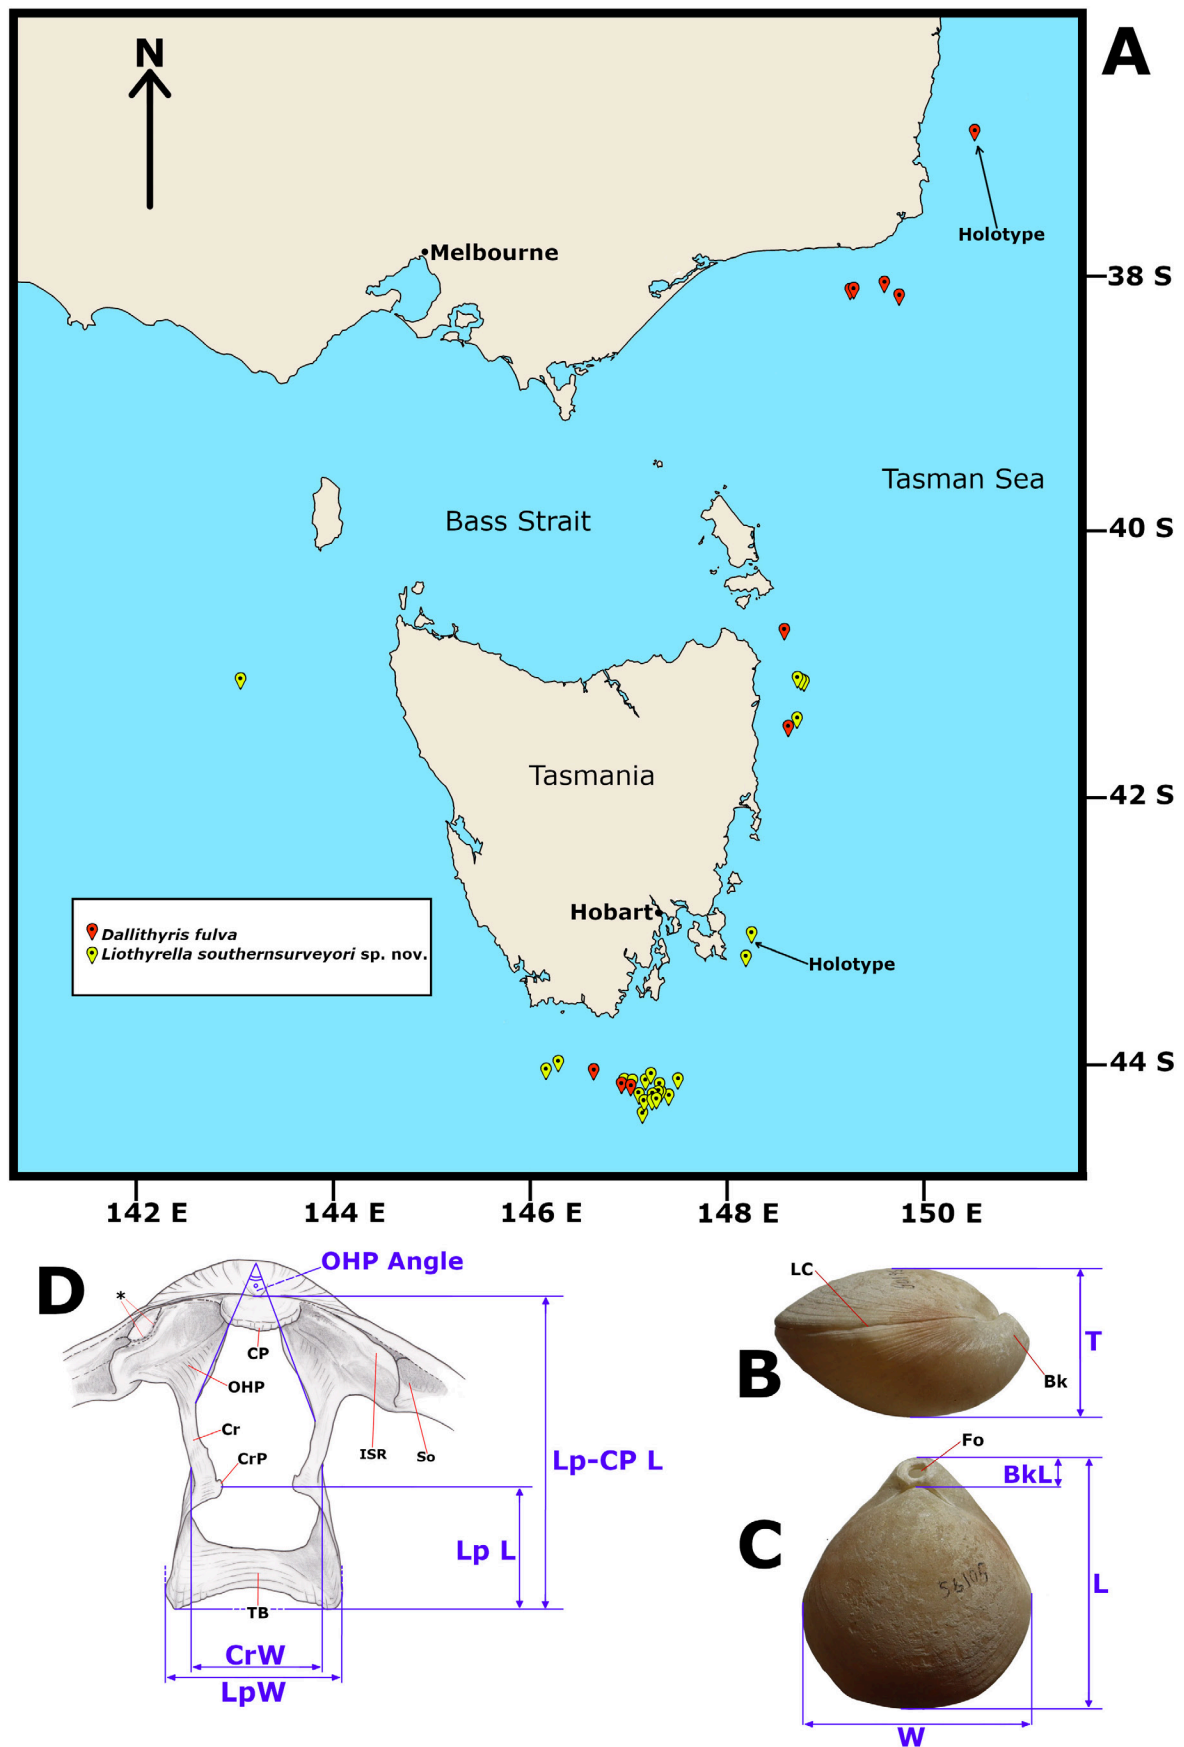 A
N
Holotype
Melbourne
38 S
Tasman Sea
Bass Strait
40 S
Tasmania
42 S
Hobart
Dallithyris fulva
Liothyrella southernsurveyori sp. nov.
Holotype
44 S
142 E
144 E
146 E
148 E
150 E
D
OHP Angle
*
CP
OHP
Cr
CrP
ISR
So
Lp-CP L
Lp L
TB
CrW
LpW
LC
B
T
Bk
Fo
BkL
C
L
W